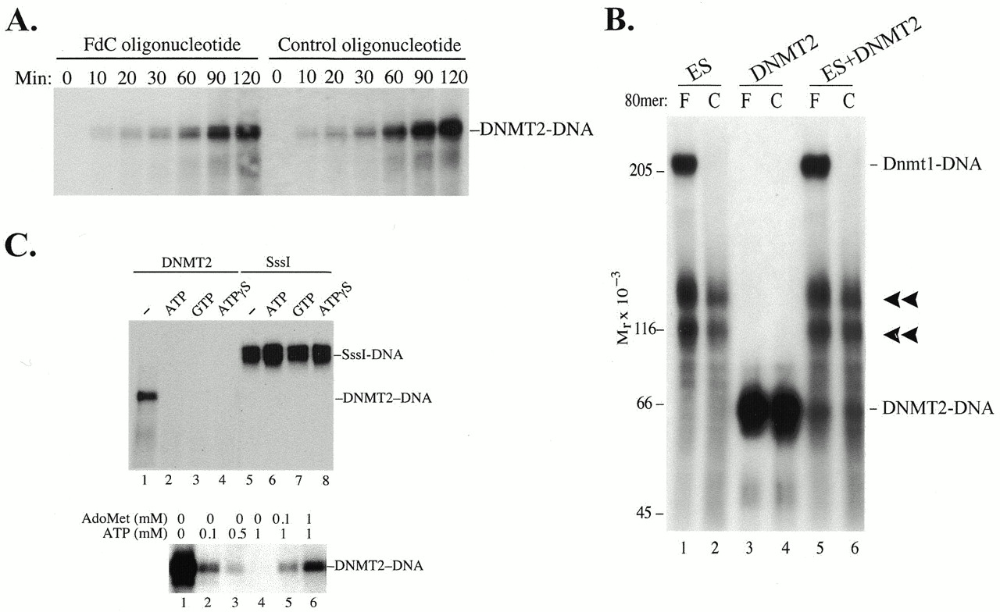 A.
FdC oligonucleotide Control oligonucleotide
Min: 0 10 20 30 60 90 120 0 10 20 30 60 90 120
–DNMT2-DNA
B.
ES DNMT2 ES+DNMT2
80mer: F C F C F C
205 –
– Dnmt1-DNA
Mr x 10-3
116–
66 –
– DNMT2-DNA
45 –
1 2 3 4 5 6
C.
DNMT2 SssI
- ATP GTP ATPγS - ATP GTP ATPγS
–SssI-DNA
–DNMT2–DNA
1 2 3 4 5 6 7 8
AdoMet (mM) 0 0 0 0 0.1 1
ATP (mM) 0 0.1 0.5 1 1 1
–DNMT2–DNA
1 2 3 4 5 6